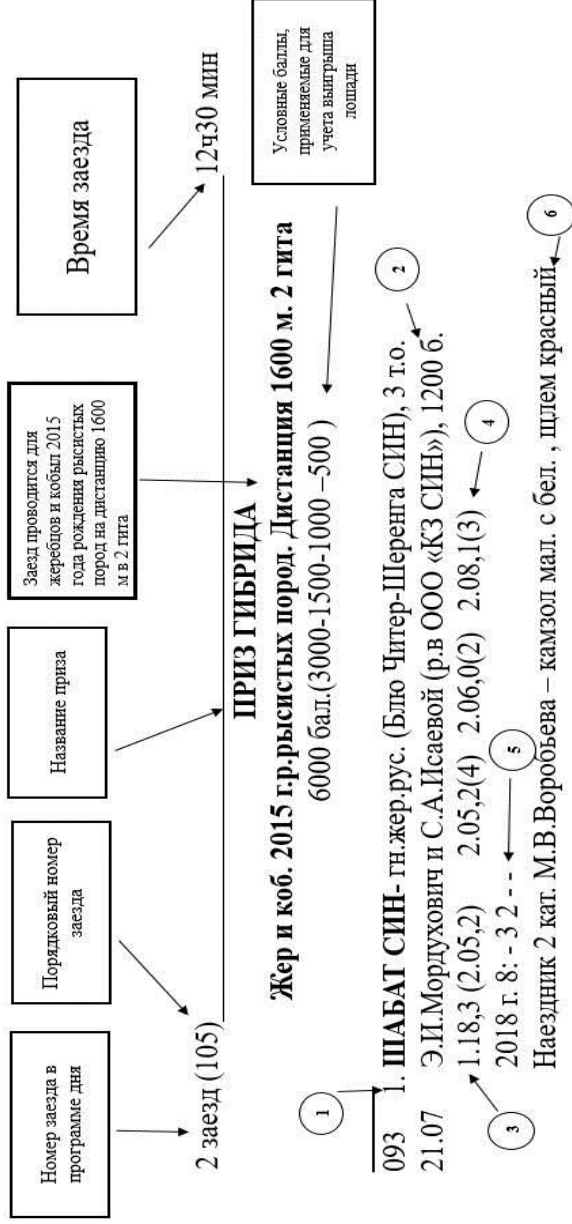 Номер заезда в
программе дня
Порядковый номер
заезда
Название приза
Заезд проводится для
жеребцов и кобыл 2015
года рождения рысистых
пород на дистанцию 1600
м в 2 гита
Время заезда
2 заезд (105)
12ч30 мин
ПРИЗ ГИБРИДА
Жер и коб. 2015 г.р.рысистых пород. Дистанция 1600 м. 2 гита
6000 бал.(3000-1500-1000 –500 )
Условные баллы,
применяемые для
учета выигрыша
лошади
1
093 1. ШАБАТ СИН- гн.жер.рус. (Блю Читер-Шеренга СИН), 3 т.о.
2
21.07 Э.И.Мордухович и С.А.Исаевой (р.в ООО «КЗ СИН»), 1200 б.
1.18,3 (2.05,2) 2.05,2(4) 2.06,0(2) 2.08,1(3)
3
4
2018 г. 8: - 3 2 - -
5
Наездник 2 кат. М.В.Воробьева – камзол мал. с бел. , щлем красный
6